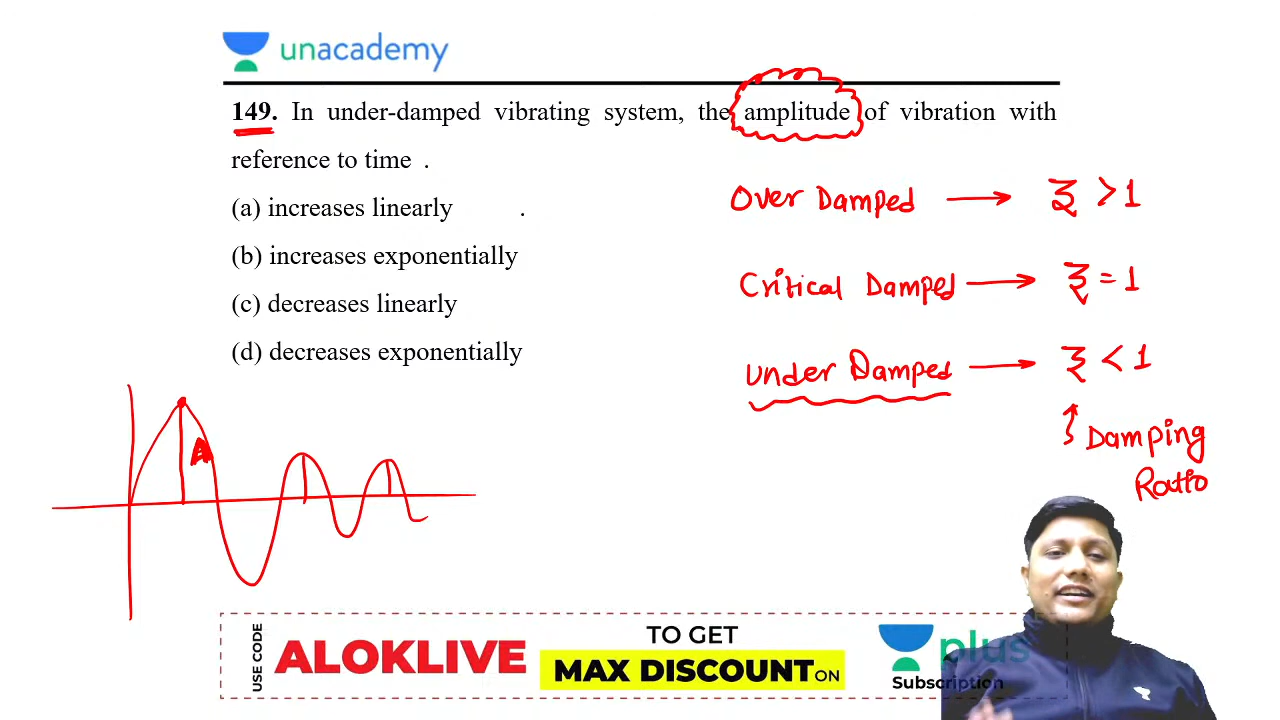 unacademy
149. In under-damped vibrating system, the amplitude of vibration with
reference to time .
(a) increases linearly .
(b) increases exponentially
(c) decreases linearly
(d) decreases exponentially
Over Damped → ξ > 1
Critical Damped → ξ = 1
Under Damped → ξ < 1
Damping
Ratio
A
USE CODE
ALOKLIVE
TO GET
MAX DISCOUNT ON
plus
Subscription